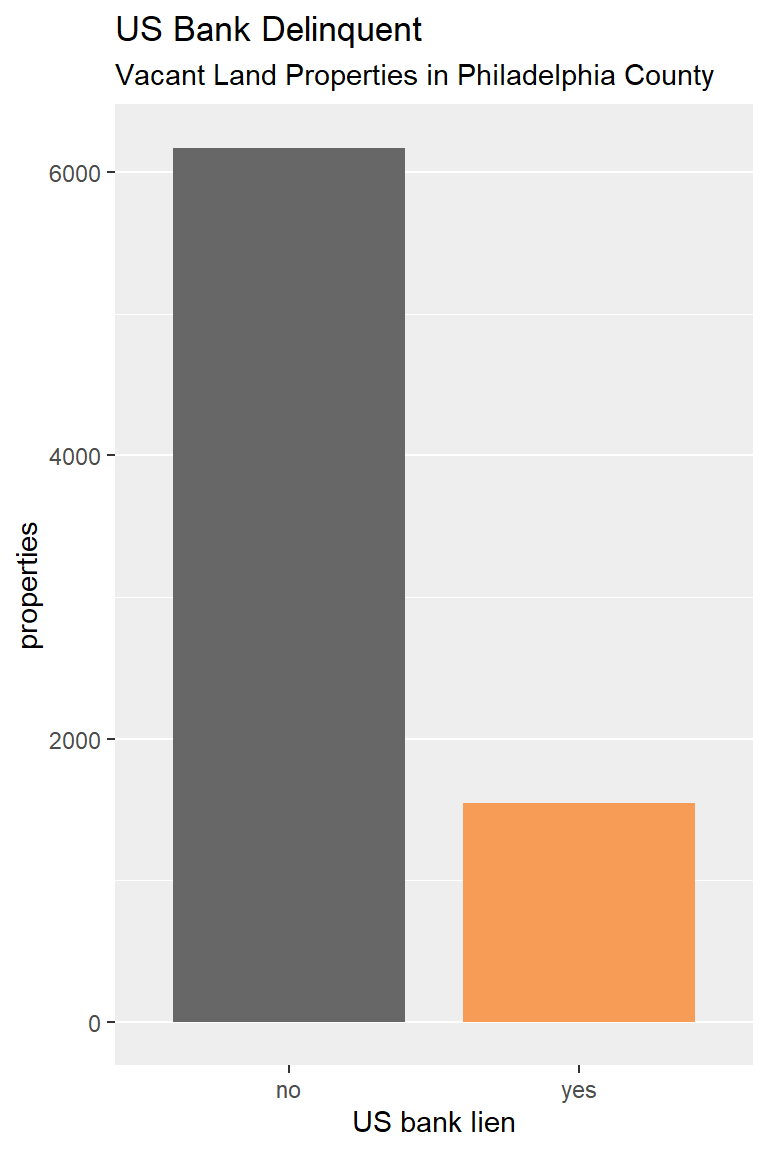 US Bank Delinquent
Vacant Land Properties in Philadelphia County
6000
4000
2000
0
properties
no
yes
US bank lien